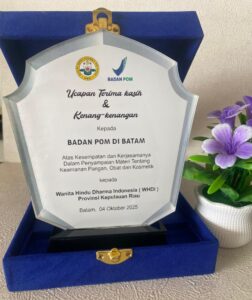 BADAN POM
Ucapan Terima kasih
&
Kenang-kenangan
Kepada
BADAN POM DI BATAM
Atas Kesempatan dan Kerjasamanya
Dalam Penyampaian Materi Tentang
Keamanan Pangan, Obat dan Kosmetik
kepada
Wanita Hindu Dharma Indonesia ( WHDI )
Provinsi Kepulauan Riau
Batam, 04 Oktober 2025